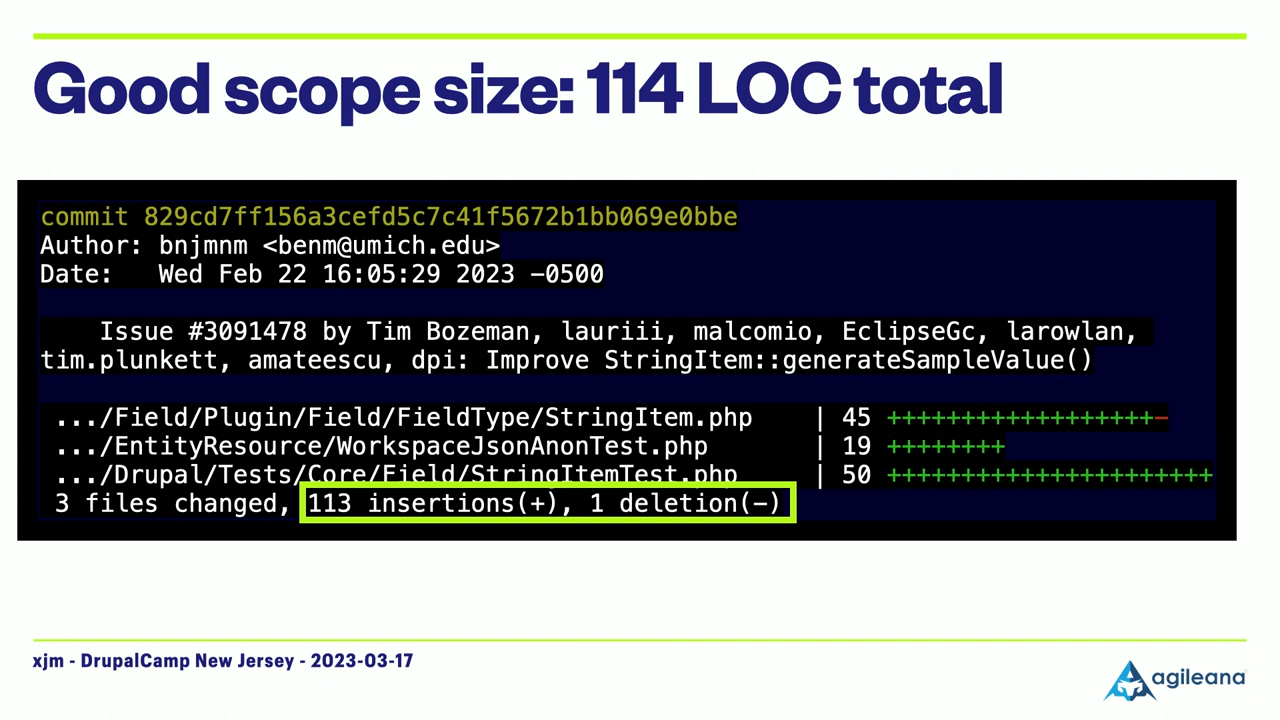 Good scope size: 114 LOC total
commit 829cd7ff156a3cefd5c7c41f5672b1bb069e0bbe
Author: bnjmnm <benm@umich.edu>
Date:   Wed Feb 22 16:05:29 2023 -0500
Issue #3091478 by Tim Bozeman, lauriii, malcomio, EclipseGc, larowlan,
tim.plunkett, amateescu, dpi: Improve StringItem::generateSampleValue()
.../Field/Plugin/Field/FieldType/StringItem.php | 45 ++++++++++++++++++-
.../EntityResource/WorkspaceJsonAnonTest.php | 19 ++++++++
.../Drupal/Tests/Core/Field/StringItemTest.php | 50 ++++++++++++++++++++++
3 files changed, 113 insertions(+), 1 deletion(-)
xjm - DrupalCamp New Jersey - 2023-03-17
agileana